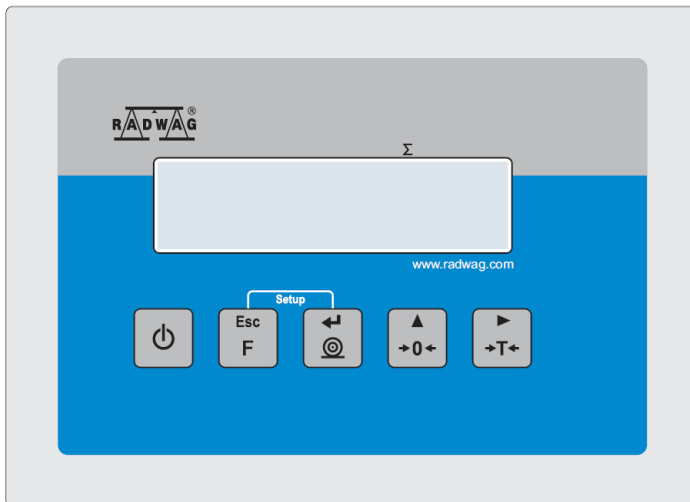 RADWAG®
Σ
www.radwag.com
Setup
Esc
F
→0←
→T←